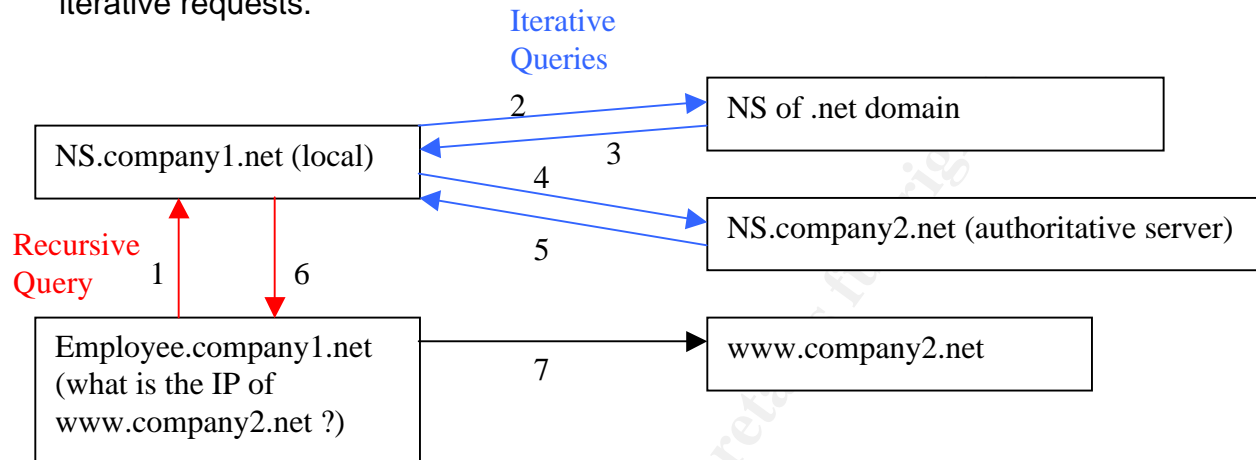 iterative requests.
Iterative
Queries
2
NS of .net domain
NS.company1.net (local)
3
4
NS.company2.net (authoritative server)
5
Recursive
Query
1
6
Employee.company1.net
(what is the IP of
www.company2.net ?)
7
www.company2.net